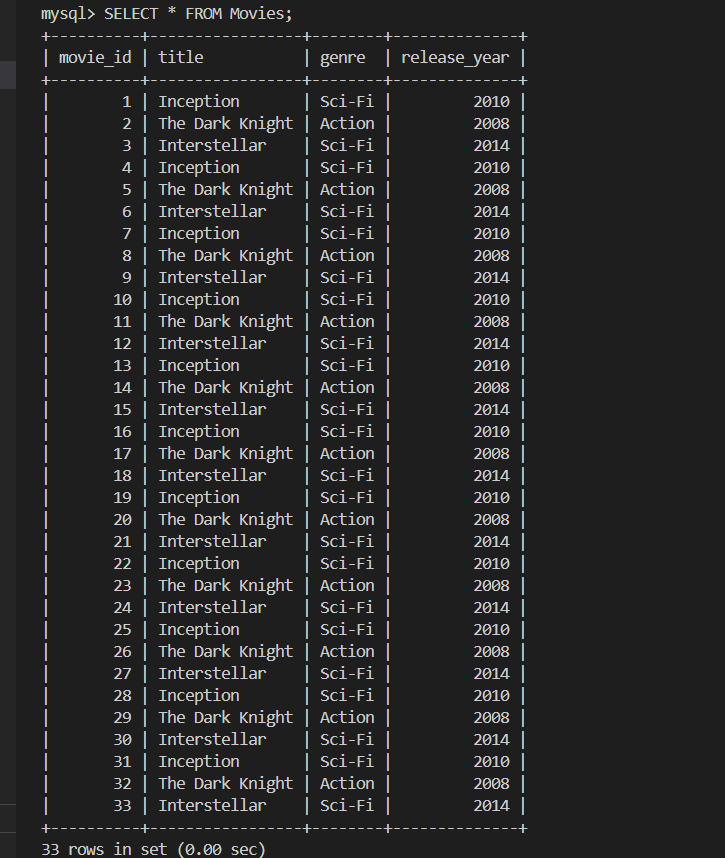 mysql> SELECT * FROM Movies;
+----------+-----------------+--------+--------------+
| movie_id | title           | genre  | release_year |
+----------+-----------------+--------+--------------+
|        1 | Inception       | Sci-Fi |         2010 |
|        2 | The Dark Knight | Action |         2008 |
|        3 | Interstellar    | Sci-Fi |         2014 |
|        4 | Inception       | Sci-Fi |         2010 |
|        5 | The Dark Knight | Action |         2008 |
|        6 | Interstellar    | Sci-Fi |         2014 |
|        7 | Inception       | Sci-Fi |         2010 |
|        8 | The Dark Knight | Action |         2008 |
|        9 | Interstellar    | Sci-Fi |         2014 |
|       10 | Inception       | Sci-Fi |         2010 |
|       11 | The Dark Knight | Action |         2008 |
|       12 | Interstellar    | Sci-Fi |         2014 |
|       13 | Inception       | Sci-Fi |         2010 |
|       14 | The Dark Knight | Action |         2008 |
|       15 | Interstellar    | Sci-Fi |         2014 |
|       16 | Inception       | Sci-Fi |         2010 |
|       17 | The Dark Knight | Action |         2008 |
|       18 | Interstellar    | Sci-Fi |         2014 |
|       19 | Inception       | Sci-Fi |         2010 |
|       20 | The Dark Knight | Action |         2008 |
|       21 | Interstellar    | Sci-Fi |         2014 |
|       22 | Inception       | Sci-Fi |         2010 |
|       23 | The Dark Knight | Action |         2008 |
|       24 | Interstellar    | Sci-Fi |         2014 |
|       25 | Inception       | Sci-Fi |         2010 |
|       26 | The Dark Knight | Action |         2008 |
|       27 | Interstellar    | Sci-Fi |         2014 |
|       28 | Inception       | Sci-Fi |         2010 |
|       29 | The Dark Knight | Action |         2008 |
|       30 | Interstellar    | Sci-Fi |         2014 |
|       31 | Inception       | Sci-Fi |         2010 |
|       32 | The Dark Knight | Action |         2008 |
|       33 | Interstellar    | Sci-Fi |         2014 |
+----------+-----------------+--------+--------------+
33 rows in set (0.00 sec)